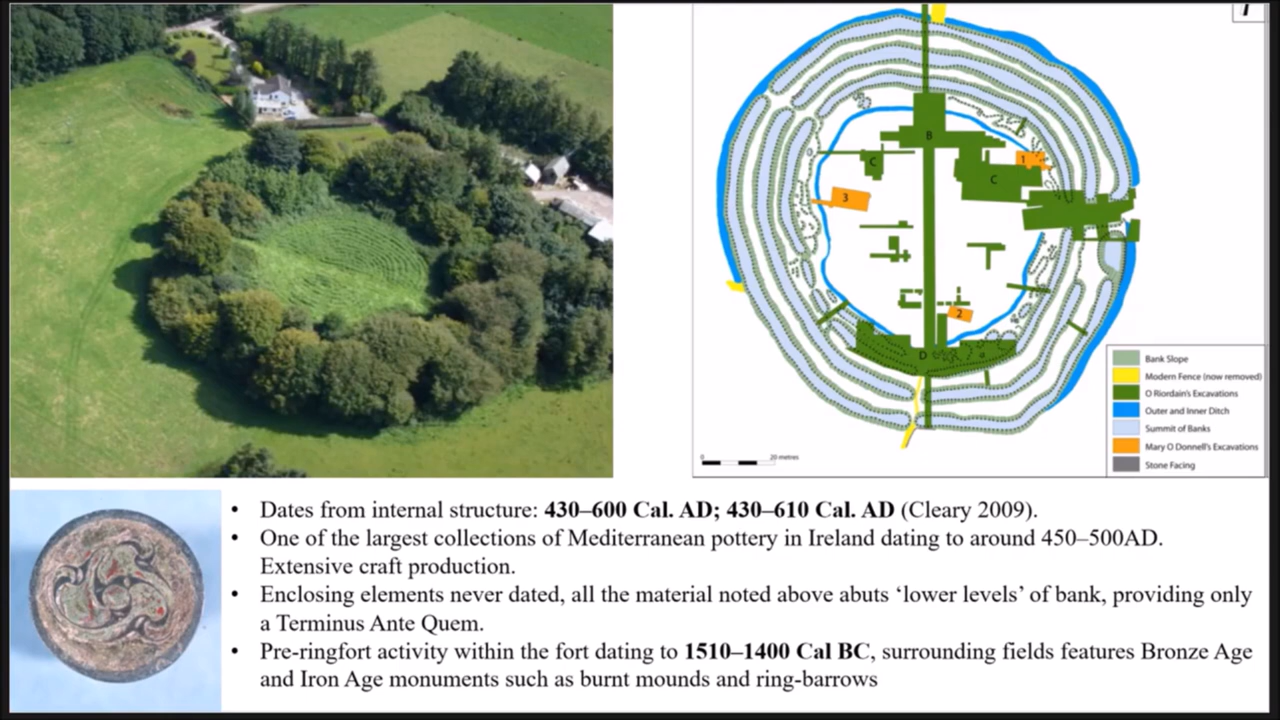 1
B
C
C
1
3
2
D
Bank Slope
Modern Fence (now removed)
O Riordain's Excavations
Outer and Inner Ditch
Summit of Banks
Mary O Donnell's Excavations
Stone Facing
0 20 metres
• Dates from internal structure: 430–600 Cal. AD; 430–610 Cal. AD (Cleary 2009).
• One of the largest collections of Mediterranean pottery in Ireland dating to around 450–500AD.
Extensive craft production.
• Enclosing elements never dated, all the material noted above abuts ‘lower levels’ of bank, providing only
a Terminus Ante Quem.
• Pre-ringfort activity within the fort dating to 1510–1400 Cal BC, surrounding fields features Bronze Age
and Iron Age monuments such as burnt mounds and ring-barrows